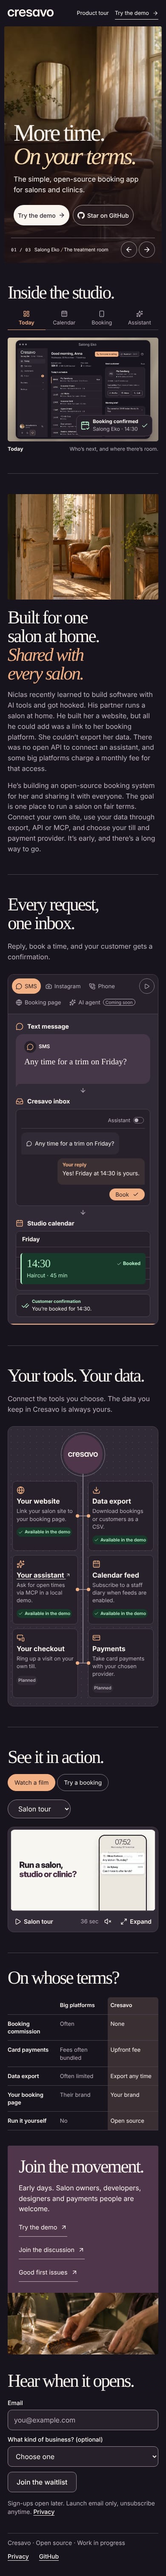 cresavo
Product tour
Try the demo →
More time.
On your terms.
The simple, open-source booking app
for salons and clinics.
Try the demo →
Star on GitHub
01 / 03 Salong Eko / The treatment room
Inside the studio.
Today
Calendar
Booking
Assistant
Booking confirmed
Salong Eko · 14:30
Today
Who's next, and where there's room.
Built for one
salon at home.
Shared with
every salon.
Niclas recently learned to build websites with
AI tools and got hooked. His partner runs a
salon at home. He built her a website, but all
he could add was a link to her booking
platform. She couldn't export her data. There
was no open API to connect an assistant, and
the big platforms charge a monthly fee for
that access.
He's building an open-source booking system
for her and sharing it with everyone. The goal
is one place to run a salon on fair terms.
Connect your own site, use your data through
export, API or MCP, and choose your till and
payment provider. It's early, and there's a long
way to go.
Every request,
one inbox.
Reply, book a time, and your customer gets a
confirmation.
SMS
Instagram
Phone
Booking page
AI agent
Coming soon
Text message
SMS
Any time for a trim on Friday?
Cresavo inbox
Assistant
Any time for a trim on Friday?
Your reply
Yes! Friday at 14:30 is yours.
Book
Studio calendar
Friday
14:30
Booked
Haircut · 45 min
Customer confirmation
You're booked for 14:30.
Your tools. Your data.
Connect the tools you choose. The data you
keep in Cresavo is always yours.
cresavo
Your website
Link your salon site to
your booking page.
Available in the demo
Data export
Download bookings
or customers as a
CSV.
Available in the demo
Your assistant
Ask for open times
via MCP in a local
demo.
Available in the demo
Calendar feed
Subscribe to a staff
diary when feeds are
enabled.
Available in the demo
Your checkout
Ring up a visit on your
own till.
Planned
Payments
Take card payments
with your chosen
provider.
Planned
See it in action.
Watch a film
Try a booking
Salon tour
Run a salon,
studio or clinic?
07:52
Salon tour
36 sec
Expand
On whose terms?
Big platforms
Cresavo
Booking
commission
Often
None
Card payments
Fees often
bundled
Upfront fee
Data export
Often limited
Export any time
Your booking
page
Their brand
Your brand
Run it yourself
No
Open source
Join the movement.
Early days. Salon owners, developers,
designers and payments people are
welcome.
Try the demo ↗
Join the discussion ↗
Good first issues ↗
Hear when it opens.
Email
you@example.com
What kind of business? (optional)
Choose one
Join the waitlist
Sign-ups open later. Launch email only, unsubscribe
anytime. Privacy
Cresavo · Open source · Work in progress
Privacy
GitHub